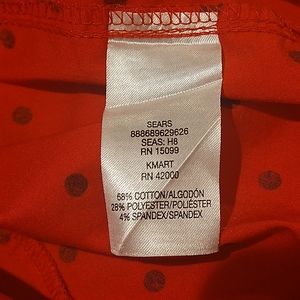 SEARS
888689629626
SEAS: H8
RN 15099
KMART
RN 42000
68% COTTON/ALGODÓN
28% POLYESTER/POLIÉSTER
4% SPANDEX/SPANDEX